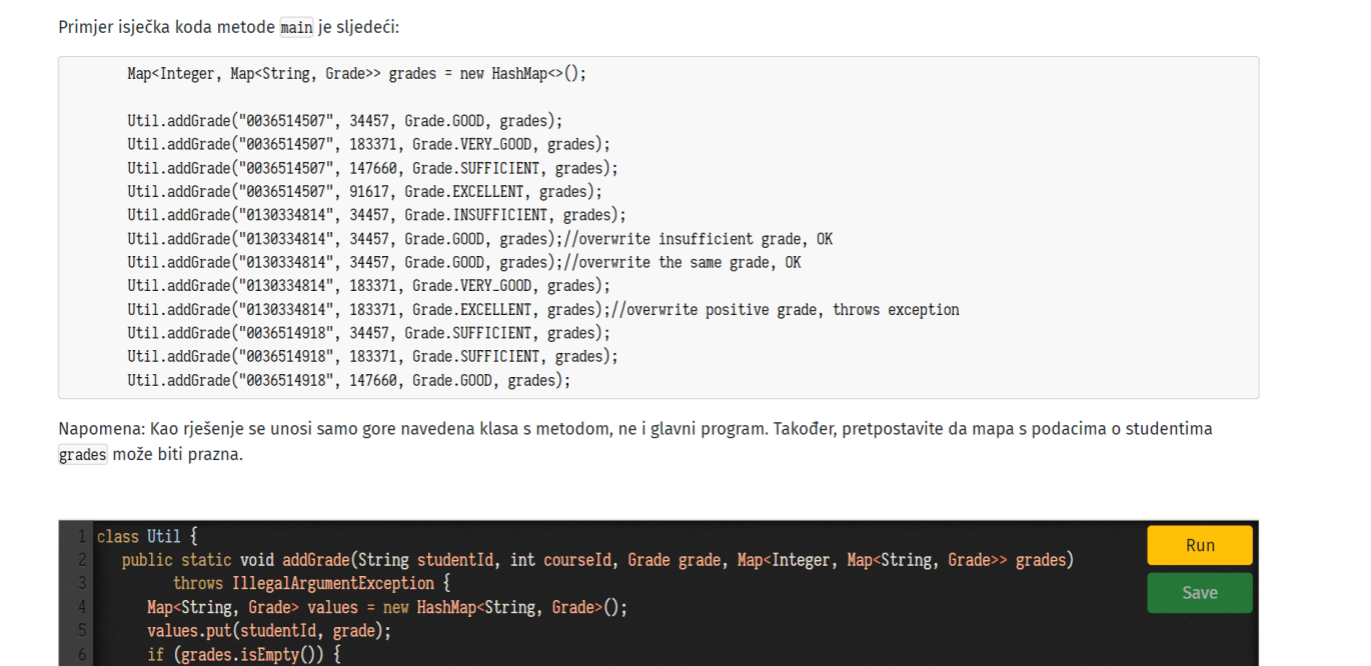 Primjer isječka koda metode main je sljedeći:
Map<Integer, Map<String, Grade>> grades = new HashMap<>();
Util.addGrade("0036514507", 34457, Grade.GOOD, grades);
Util.addGrade("0036514507", 183371, Grade.VERY_GOOD, grades);
Util.addGrade("0036514507", 147660, Grade.SUFFICIENT, grades);
Util.addGrade("0036514507", 91617, Grade.EXCELLENT, grades);
Util.addGrade("0130334814", 34457, Grade.INSUFFICIENT, grades);
Util.addGrade("0130334814", 34457, Grade.GOOD, grades);//overwrite insufficient grade, OK
Util.addGrade("0130334814", 34457, Grade.GOOD, grades);//overwrite the same grade, OK
Util.addGrade("0130334814", 183371, Grade.VERY_GOOD, grades);
Util.addGrade("0130334814", 183371, Grade.EXCELLENT, grades);//overwrite positive grade, throws exception
Util.addGrade("0036514918", 34457, Grade.SUFFICIENT, grades);
Util.addGrade("0036514918", 183371, Grade.SUFFICIENT, grades);
Util.addGrade("0036514918", 147660, Grade.GOOD, grades);
Napomena: Kao rješenje se unosi samo gore navedena klasa s metodom, ne i glavni program. Također, pretpostavite da mapa s podacima o studentima
grades može biti prazna.
1 class Util {
2 public static void addGrade(String studentId, int courseId, Grade grade, Map<Integer, Map<String, Grade>> grades)
3 throws IllegalArgumentException {
4 Map<String, Grade> values = new HashMap<String, Grade>();
5 values.put(studentId, grade);
6 if (grades.isEmpty()) {
Run
Save